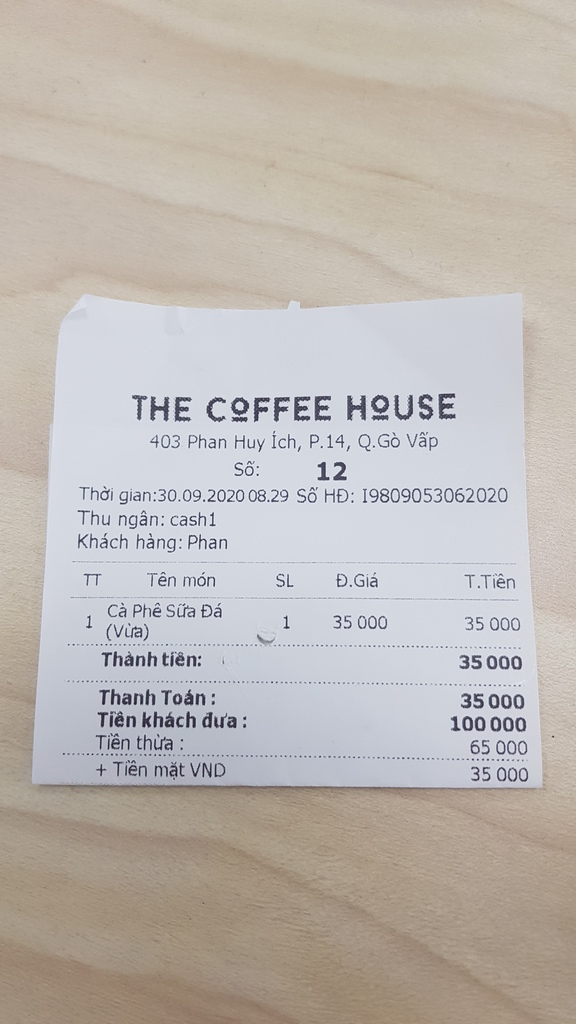 THE COFFEE HOUSE
403 Phan Huy Ích, P.14, Q.Gò Vấp
Số: 12
Thời gian:30.09.2020 08.29 Số HĐ: I9809053062020
Thu ngân: cash1
Khách hàng: Phan
TT Tên món SL Đ.Giá T.Tiền
1 Cà Phê Sữa Đá (Vừa) 1 35 000 35 000
Thành tiền: 35 000
Thanh Toán : 35 000
Tiền khách đưa : 100 000
Tiền thừa : 65 000
+ Tiền mặt VND 35 000